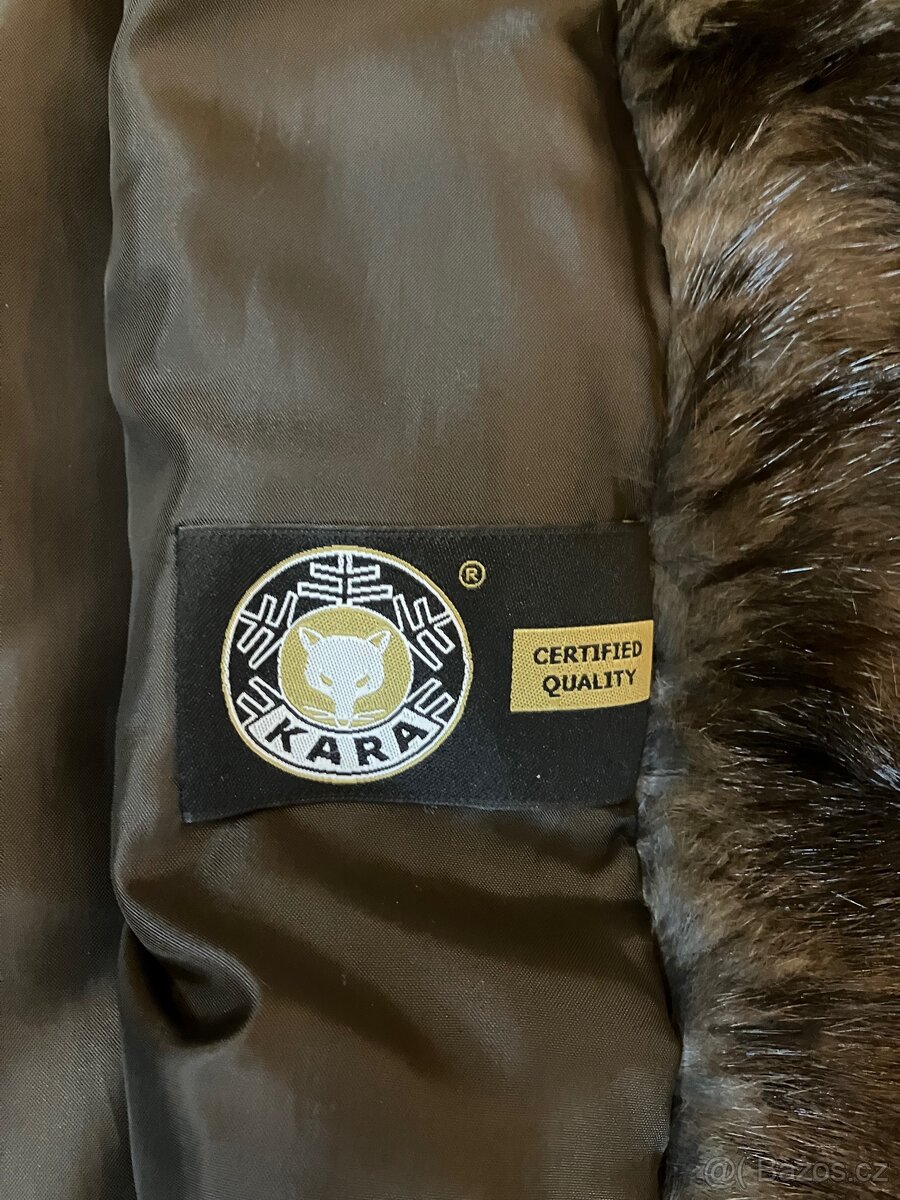 ®
KARA
CERTIFIED
QUALITY
@( Bazos.cz